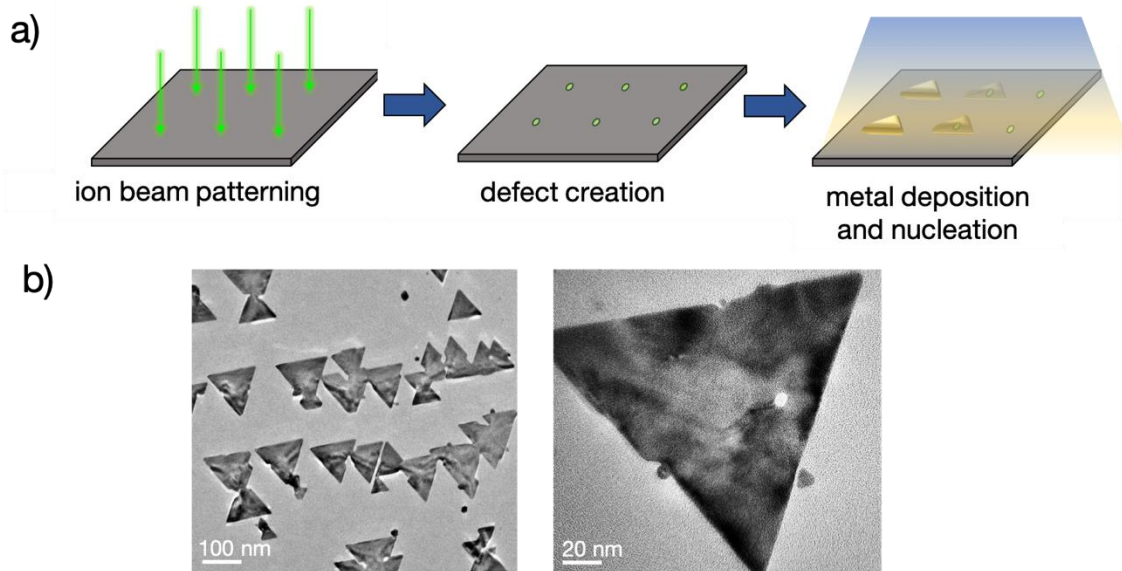 a)
ion beam patterning
defect creation
metal deposition
and nucleation
b)
100 nm
20 nm